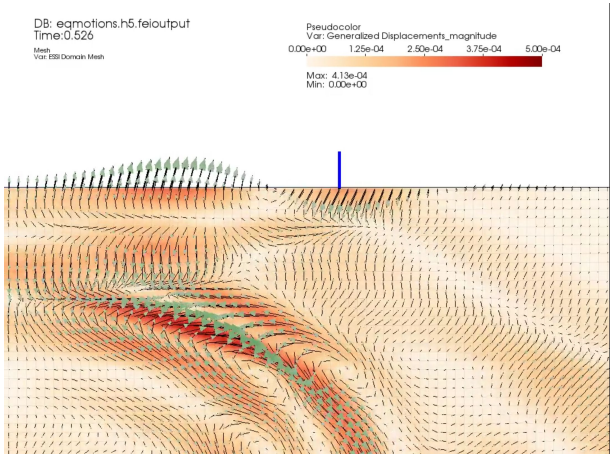 DB: eqmotions.h5.feioutput
Time:0.526
Mesh
Var: ESSI Domain Mesh
Pseudocolor
Var: Generalized Displacements_magnitude
0.00e+00 1.25e-04 2.50e-04 3.75e-04 5.00e-04
Max: 4.13e-04
Min: 0.00e+00